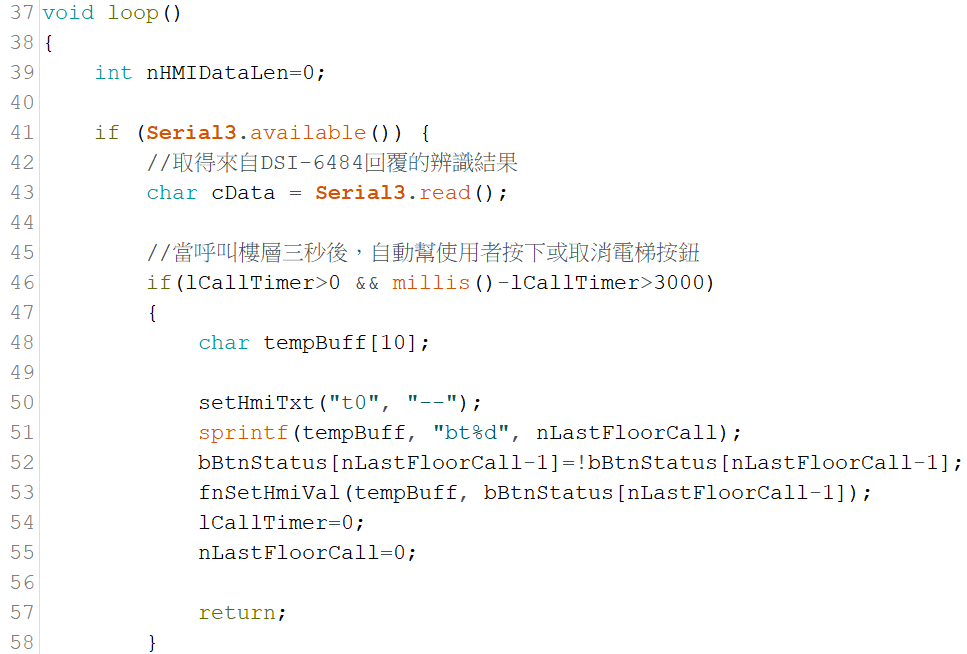 37 void loop()
38 {
39     int nHMIDataLen=0;
40
41     if (Serial3.available()) {
42         //取得來自DSI-6484回覆的辨識結果
43         char cData = Serial3.read();
44
45         //當呼叫樓層三秒後，自動幫使用者按下或取消電梯按鈕
46         if(lCallTimer>0 && millis()-lCallTimer>3000)
47         {
48             char tempBuff[10];
49
50             setHmiTxt("t0", "--");
51             sprintf(tempBuff, "bt%d", nLastFloorCall);
52             bBtnStatus[nLastFloorCall-1]=!bBtnStatus[nLastFloorCall-1];
53             fnSetHmiVal(tempBuff, bBtnStatus[nLastFloorCall-1]);
54             lCallTimer=0;
55             nLastFloorCall=0;
56
57             return;
58         }